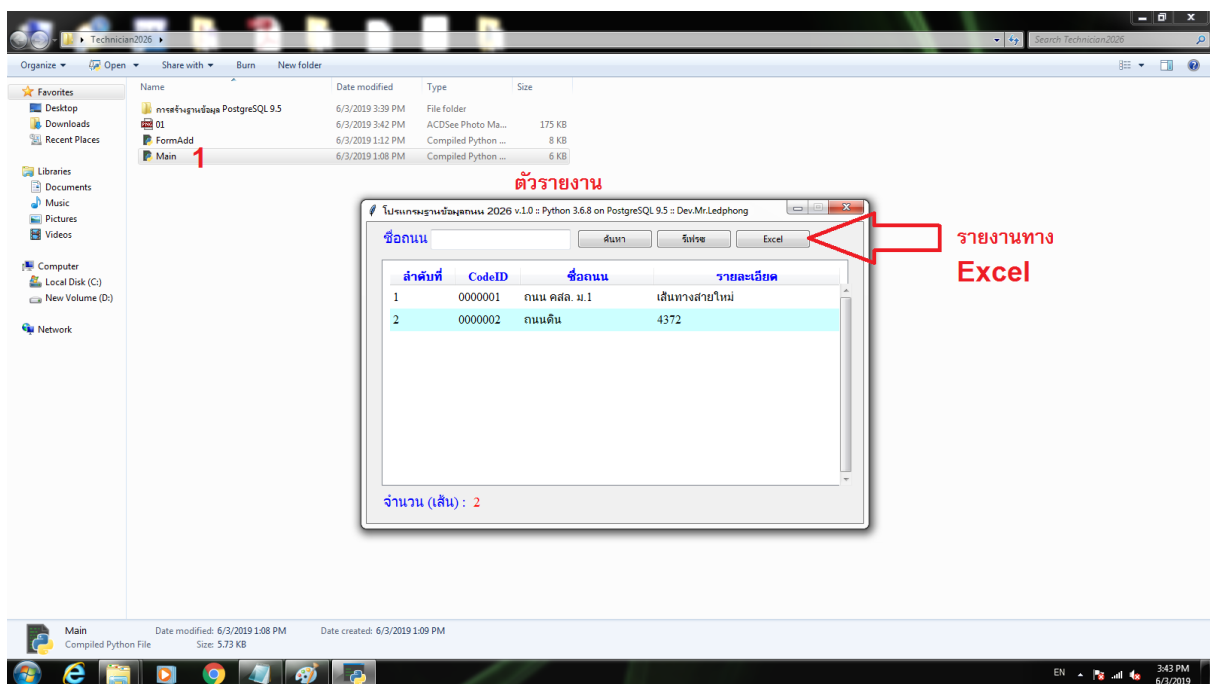 Technician2026
Search Technician2026
Organize Open Share with Burn New folder
Favorites
Desktop
Downloads
Recent Places
Libraries
Documents
Music
Pictures
Videos
Computer
Local Disk (C:)
New Volume (D:)
Network
Name Date modified Type Size
การสร้างฐานข้อมูล PostgreSQL 9.5 6/3/2019 3:39 PM File folder
01 6/3/2019 3:42 PM ACDSee Photo Ma... 175 KB
FormAdd 6/3/2019 1:12 PM Compiled Python ... 8 KB
Main 6/3/2019 1:08 PM Compiled Python ... 6 KB
1
ตัวรายงาน
โปรแกรมฐานข้อมูลถนน 2026 v.1.0 :: Python 3.6.8 on PostgreSQL 9.5 :: Dev.Mr.Ledphong
ชื่อถนน ค้นหา รีเฟรซ Excel
รายงานทาง
Excel
ลำดับที่ CodeID ชื่อถนน รายละเอียด
1 0000001 ถนน คสล. ม.1 เส้นทางสายใหม่
2 0000002 ถนนดิน 4372
จำนวน (เส้น) : 2
Main Date modified: 6/3/2019 1:08 PM Date created: 6/3/2019 1:09 PM
Compiled Python File Size: 5.73 KB
EN 3:43 PM
6/3/2019